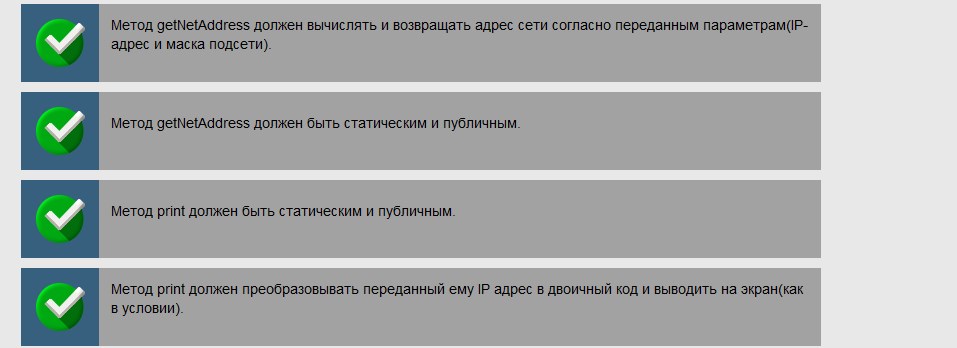 Метод getNetAddress должен вычислять и возвращать адрес сети согласно переданным параметрам(IP-
адрес и маска подсети).
Метод getNetAddress должен быть статическим и публичным.
Метод print должен быть статическим и публичным.
Метод print должен преобразовывать переданный ему IP адрес в двоичный код и выводить на экран(как
в условии).